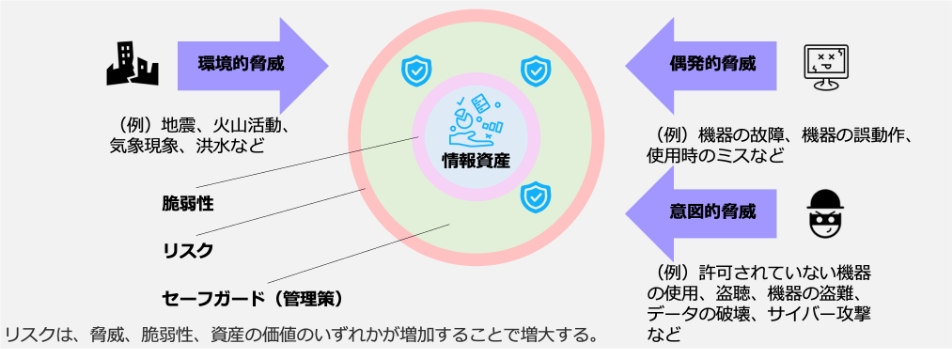 環境的脅威
（例）地震、火山活動、
気象現象、洪水など
偶発的脅威
（例）機器の故障、機器の誤動作、
使用時のミスなど
情報資産
脆弱性
リスク
セーフガード（管理策）
意図的脅威
（例）許可されていない機器
の使用、盗聴、機器の盗難、
データの破壊、サイバー攻撃
など
リスクは、脅威、脆弱性、資産の価値のいずれかが増加することで増大する。